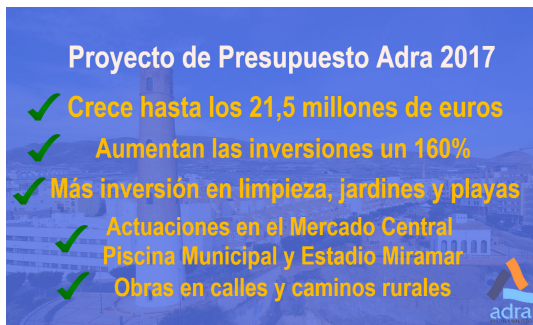 Proyecto de Presupuesto Adra 2017
Crece hasta los 21,5 millones de euros
Aumentan las inversiones un 160%
Más inversión en limpieza, jardines y playas
Actuaciones en el Mercado Central
Piscina Municipal y Estadio Miramar
Obras en calles y caminos rurales
adra